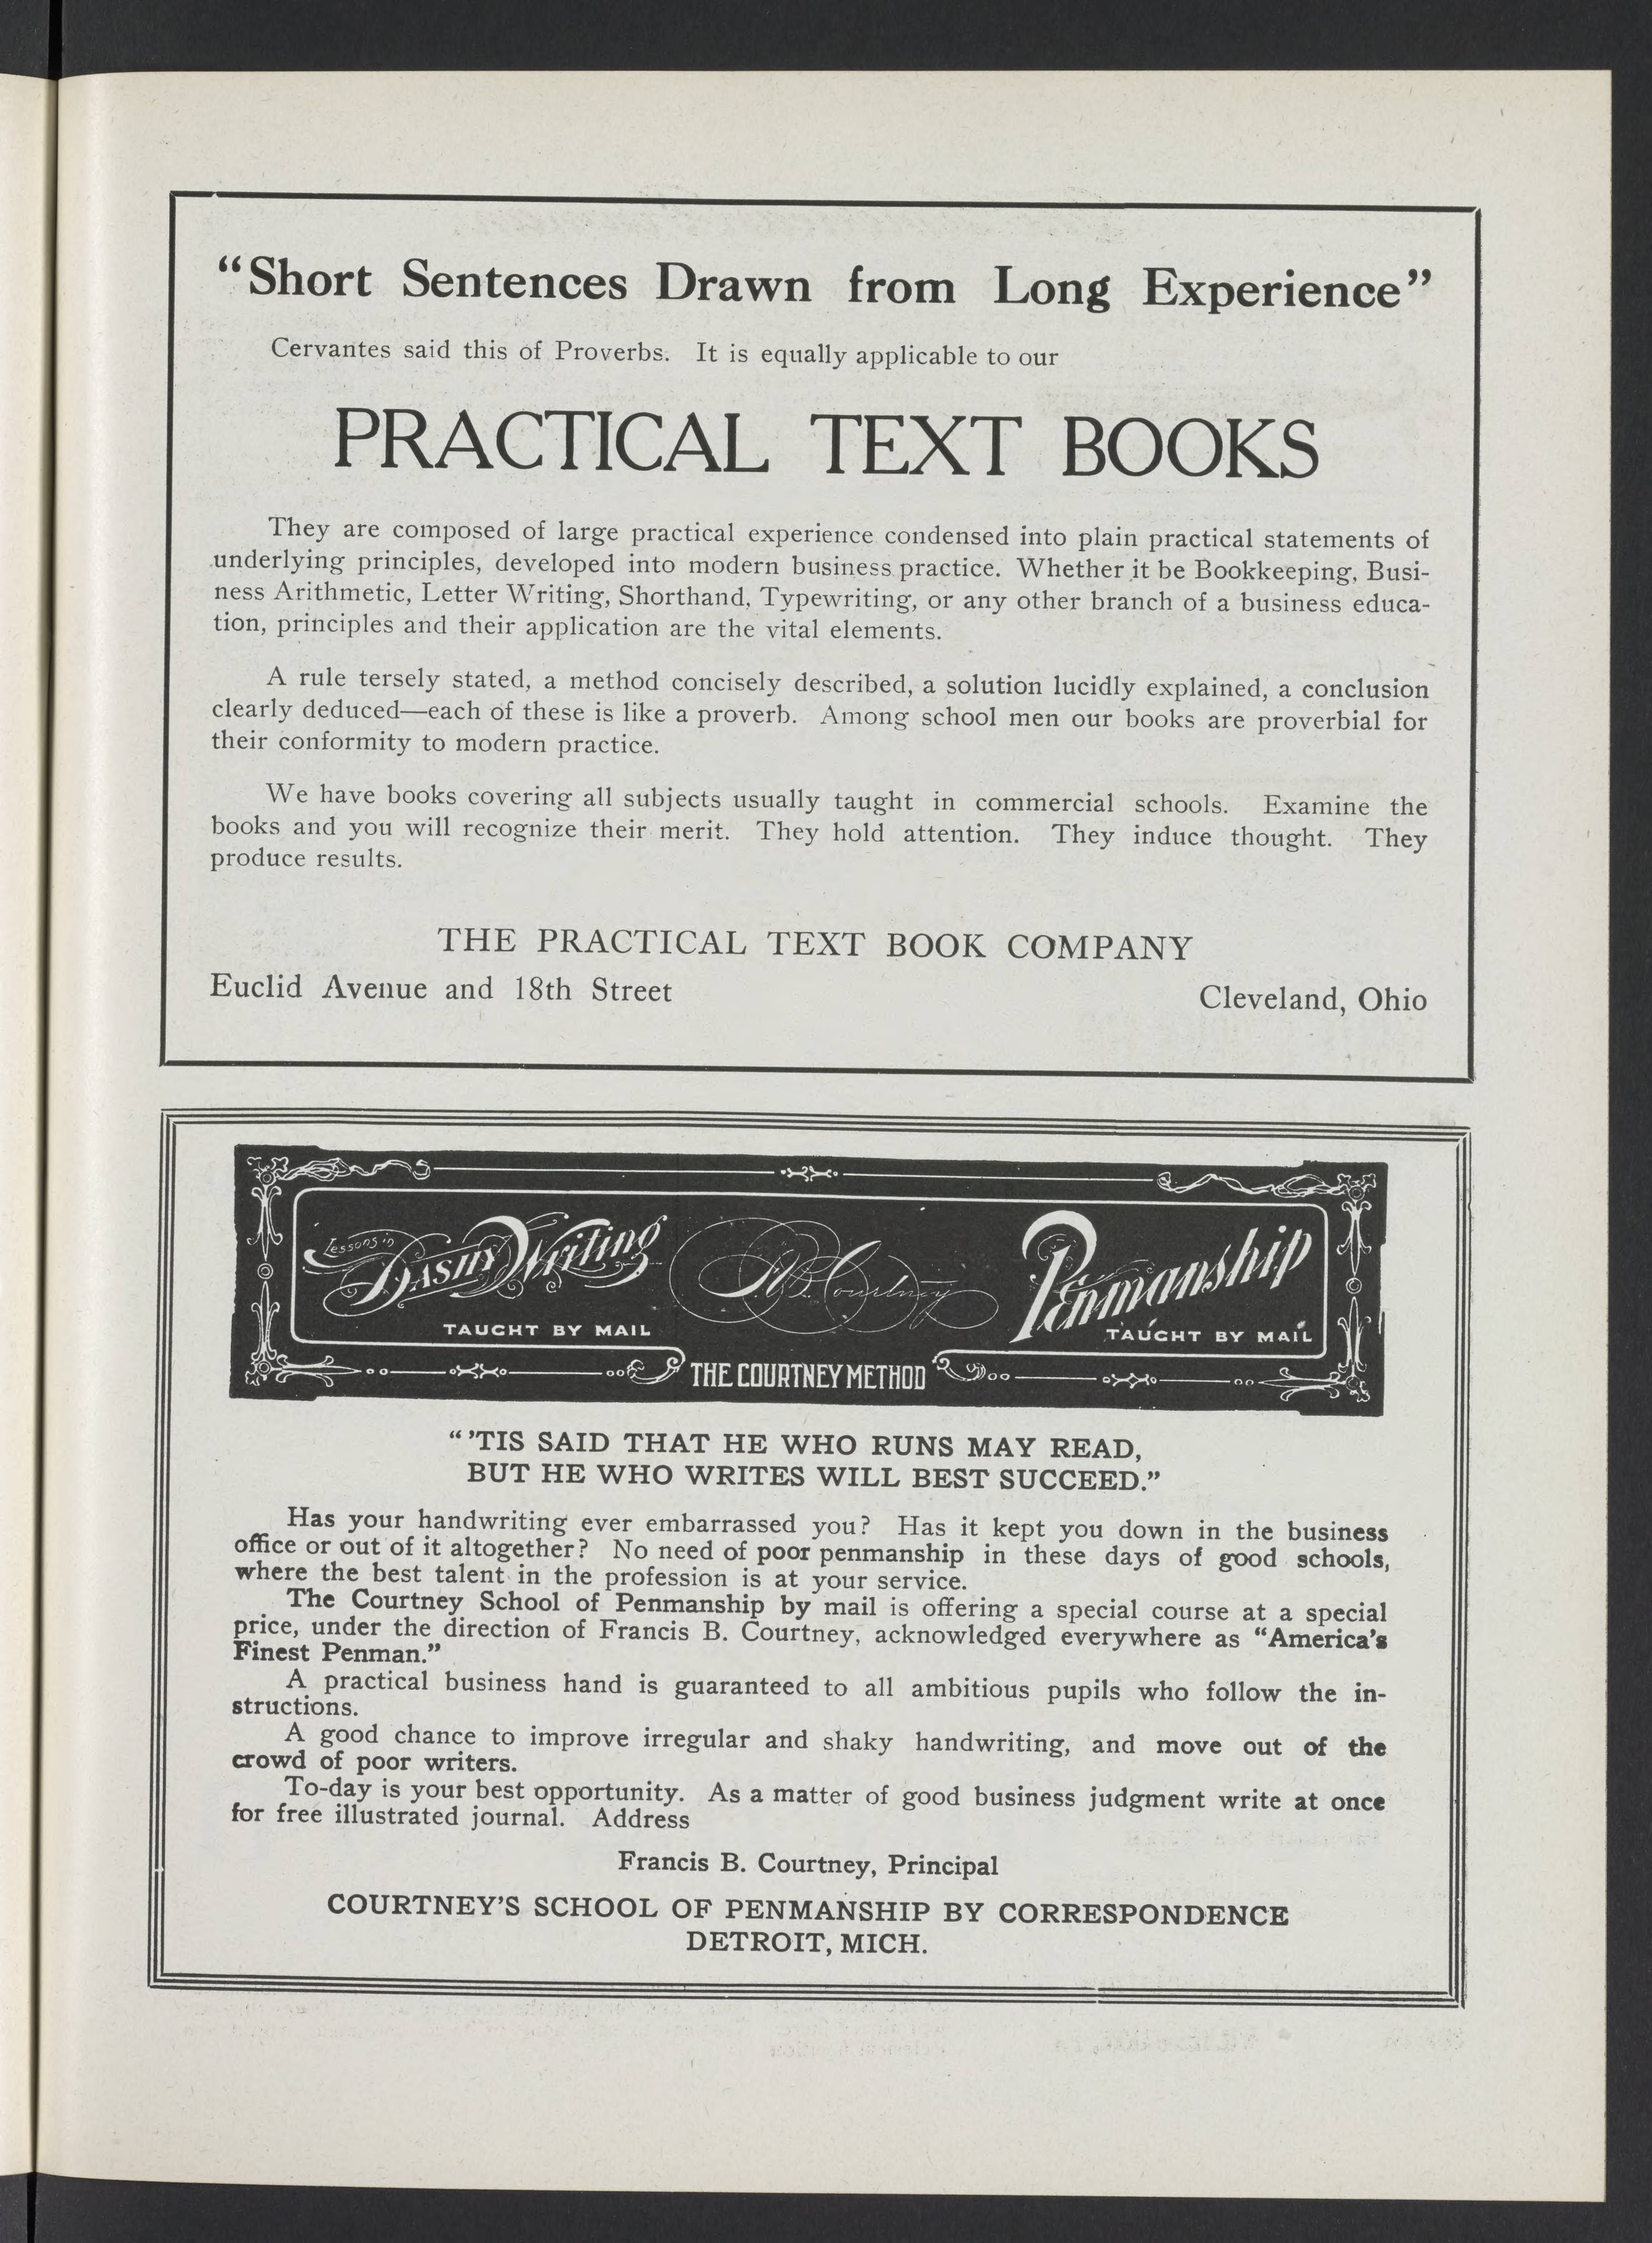 “Short Sentences Drawn from Long Experience”
Cervantes said this of Proverbs. It is equally applicable to our
PRACTICAL TEXT BOOKS
They are composed of large practical experience condensed into plain practical statements of
underlying principles, developed into modern business practice. Whether it be Bookkeeping, Busi-
ness Arithmetic, Letter Writing, Shorthand, Typewriting, or any other branch of a business educa-
tion, principles and their application are the vital elements.
A rule tersely stated, a method concisely described, a solution lucidly explained, a conclusion
clearly deduced—each of these is like a proverb. Among school men our books are proverbial for
their conformity to modern practice.
We have books covering all subjects usually taught in commercial schools. Examine the
books and you will recognize their merit. They hold attention. They induce thought. They
produce results.
THE PRACTICAL TEXT BOOK COMPANY
Euclid Avenue and 18th Street Cleveland, Ohio
Lessons in
DASHY Writing
TAUGHT BY MAIL
F B Courtney
Penmanship
TAUGHT BY MAIL
THE COURTNEY METHOD
“ ’TIS SAID THAT HE WHO RUNS MAY READ,
BUT HE WHO WRITES WILL BEST SUCCEED.”
Has your handwriting ever embarrassed you? Has it kept you down in the business
office or out of it altogether? No need of poor penmanship in these days of good schools,
where the best talent in the profession is at your service.
The Courtney School of Penmanship by mail is offering a special course at a special
price, under the direction of Francis B. Courtney, acknowledged everywhere as “America’s
Finest Penman.”
A practical business hand is guaranteed to all ambitious pupils who follow the in-
structions.
A good chance to improve irregular and shaky handwriting, and move out of the
crowd of poor writers.
To-day is your best opportunity. As a matter of good business judgment write at once
for free illustrated journal. Address
Francis B. Courtney, Principal
COURTNEY’S SCHOOL OF PENMANSHIP BY CORRESPONDENCE
DETROIT, MICH.